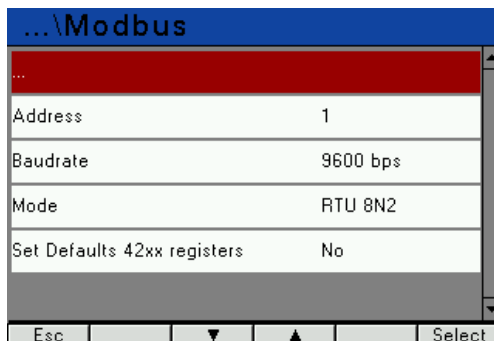 ...\Modbus
...
Address 1
Baudrate 9600 bps
Mode RTU 8N2
Set Defaults 42xx registers No
Esc ▼ ▲ Select